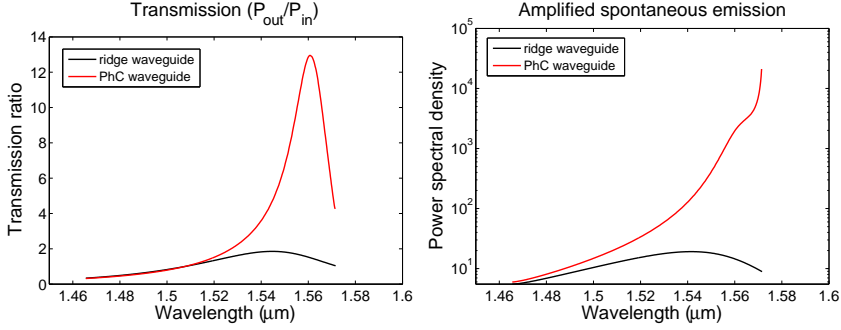 Transmission (P_out/P_in)
14
12
10
8
6
4
2
0
Transmission ratio
ridge waveguide
PhC waveguide
1.46
1.48
1.5
1.52
1.54
1.56
1.58
1.6
Wavelength (μm)
Amplified spontaneous emission
10^5
10^4
10^3
10^2
10^1
Power spectral density
ridge waveguide
PhC waveguide
1.46
1.48
1.5
1.52
1.54
1.56
1.58
1.6
Wavelength (μm)